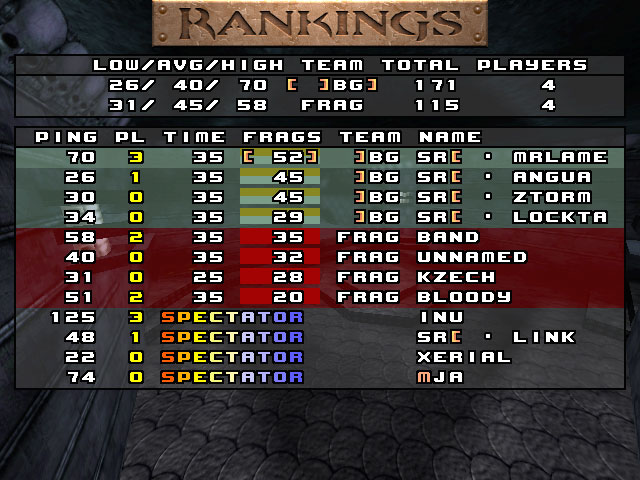 RANKINGS
LOW/AVG/HIGH TEAM TOTAL PLAYERS
26/ 40/ 70 [ ]BG] 171 4
31/ 45/ 58 FRAG 115 4
PING PL TIME FRAGS TEAM NAME
70 3 35 [ 52] ]BG SR[ · MRLAME
26 1 35 45 ]BG SR[ · ANGUA
30 0 35 45 ]BG SR[ · ZTORM
34 0 35 29 ]BG SR[ · LOCKTA
58 2 35 35 FRAG BAND
40 0 35 32 FRAG UNNAMED
31 0 25 28 FRAG KZECH
51 2 35 20 FRAG BLOODY
125 3 SPECTATOR INU
48 1 SPECTATOR SR[ · LINK
22 0 SPECTATOR XERIAL
74 0 SPECTATOR MJA